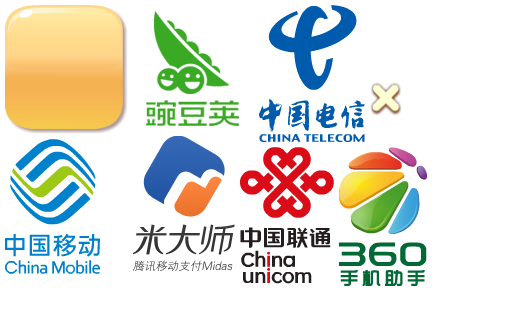 豌豆荚
中国电信
CHINA TELECOM
中国移动
China Mobile
米大师
腾讯移动支付Midas
中国联通
China
unicom
360
手机助手